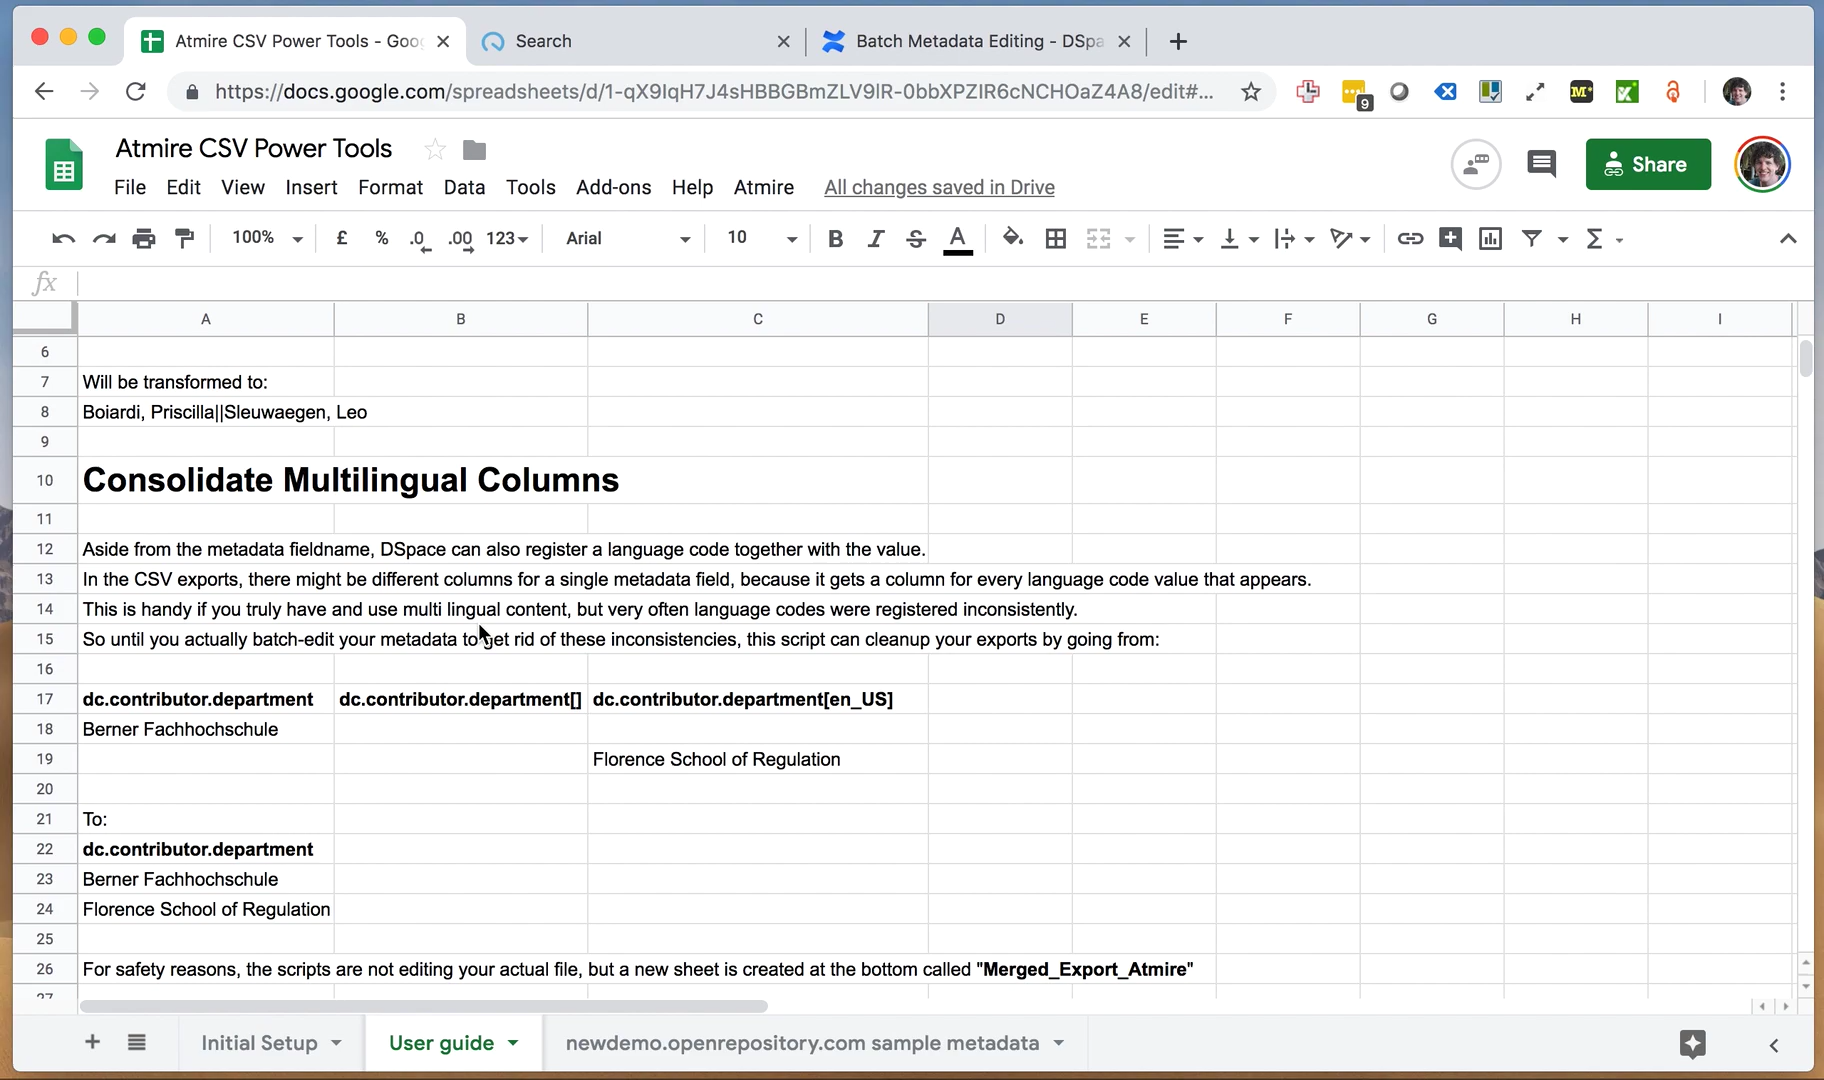 Atmire CSV Power Tools - Goo
Search
Batch Metadata Editing - DSpa
https://docs.google.com/spreadsheets/d/1-qX9IqH7J4sHBBGBmZLV9lR-0bbXPZIR6cNCHOaZ4A8/edit#...
9
M
Atmire CSV Power Tools
File Edit View Insert Format Data Tools Add-ons Help Atmire All changes saved in Drive
Share
100% £ % .0 .00 123 Arial 10 B I S A Σ
fx
A B C D E F G H I
6
7 Will be transformed to:
8 Boiardi, Priscilla||Sleuwaegen, Leo
9
10 Consolidate Multilingual Columns
11
12 Aside from the metadata fieldname, DSpace can also register a language code together with the value.
13 In the CSV exports, there might be different columns for a single metadata field, because it gets a column for every language code value that appears.
14 This is handy if you truly have and use multi lingual content, but very often language codes were registered inconsistently.
15 So until you actually batch-edit your metadata to get rid of these inconsistencies, this script can cleanup your exports by going from:
16
17 dc.contributor.department dc.contributor.department[] dc.contributor.department[en_US]
18 Berner Fachhochschule
19 Florence School of Regulation
20
21 To:
22 dc.contributor.department
23 Berner Fachhochschule
24 Florence School of Regulation
25
26 For safety reasons, the scripts are not editing your actual file, but a new sheet is created at the bottom called "Merged_Export_Atmire"
27
Initial Setup User guide newdemo.openrepository.com sample metadata